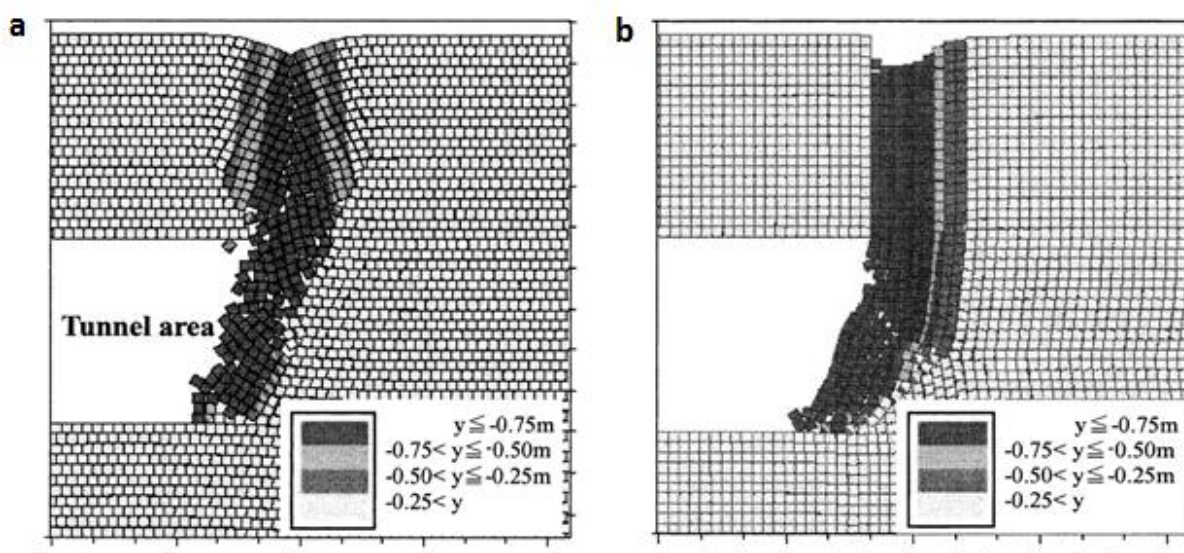 a
Tunnel area
y≦-0.75m
-0.75< y≦-0.50m
-0.50< y≦-0.25m
-0.25< y
b
y≦-0.75m
-0.75< y≦-0.50m
-0.50< y≦-0.25m
-0.25< y